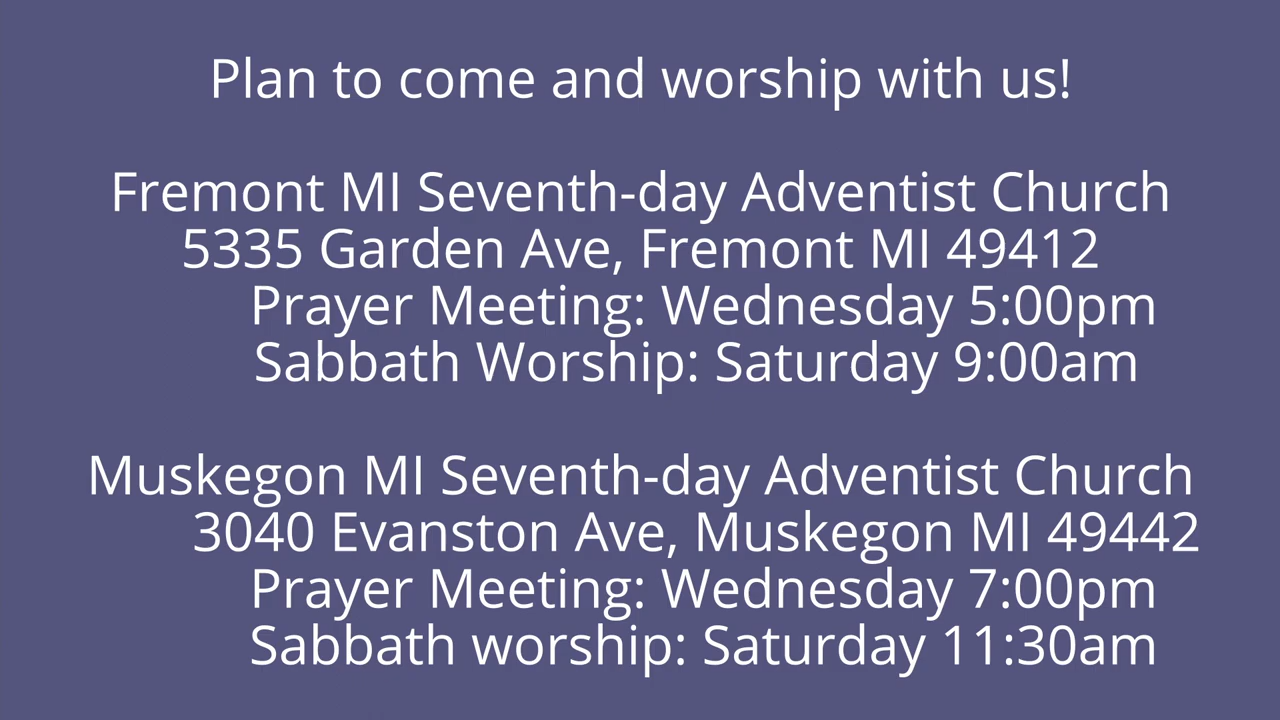 Plan to come and worship with us!
Fremont MI Seventh-day Adventist Church
5335 Garden Ave, Fremont MI 49412
Prayer Meeting: Wednesday 5:00pm
Sabbath Worship: Saturday 9:00am
Muskegon MI Seventh-day Adventist Church
3040 Evanston Ave, Muskegon MI 49442
Prayer Meeting: Wednesday 7:00pm
Sabbath worship: Saturday 11:30am